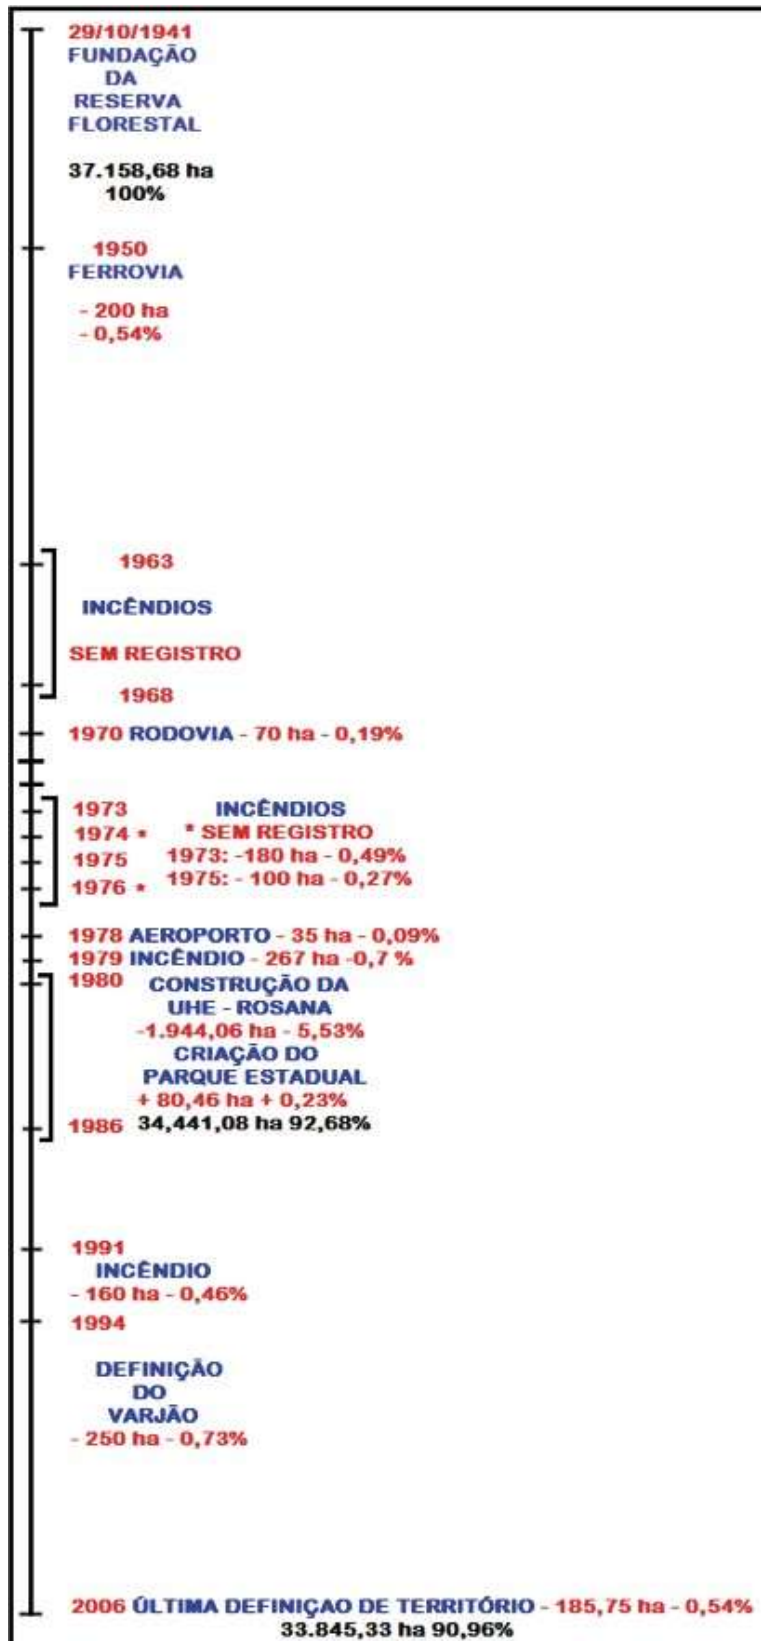 29/10/1941
FUNDAÇÃO
DA
RESERVA
FLORESTAL
37.158,68 ha
100%
1950
FERROVIA
- 200 ha
- 0,54%
1963
INCÊNDIOS
SEM REGISTRO
1968
1970 RODOVIA - 70 ha - 0,19%
1973 INCÊNDIOS
1974 * * SEM REGISTRO
1975 1973: -180 ha - 0,49%
1976 * 1975: - 100 ha - 0,27%
1978 AEROPORTO - 35 ha - 0,09%
1979 INCÊNDIO - 267 ha -0,7 %
1980 CONSTRUÇÃO DA
UHE - ROSANA
-1.944,06 ha - 5,53%
CRIAÇÃO DO
PARQUE ESTADUAL
+ 80,46 ha + 0,23%
1986 34,441,08 ha 92,68%
1991
INCÊNDIO
- 160 ha - 0,46%
1994
DEFINIÇÃO
DO
VARJÃO
- 250 ha - 0,73%
2006 ÚLTIMA DEFINIÇAO DE TERRITÓRIO - 185,75 ha - 0,54%
33.845,33 ha 90,96%